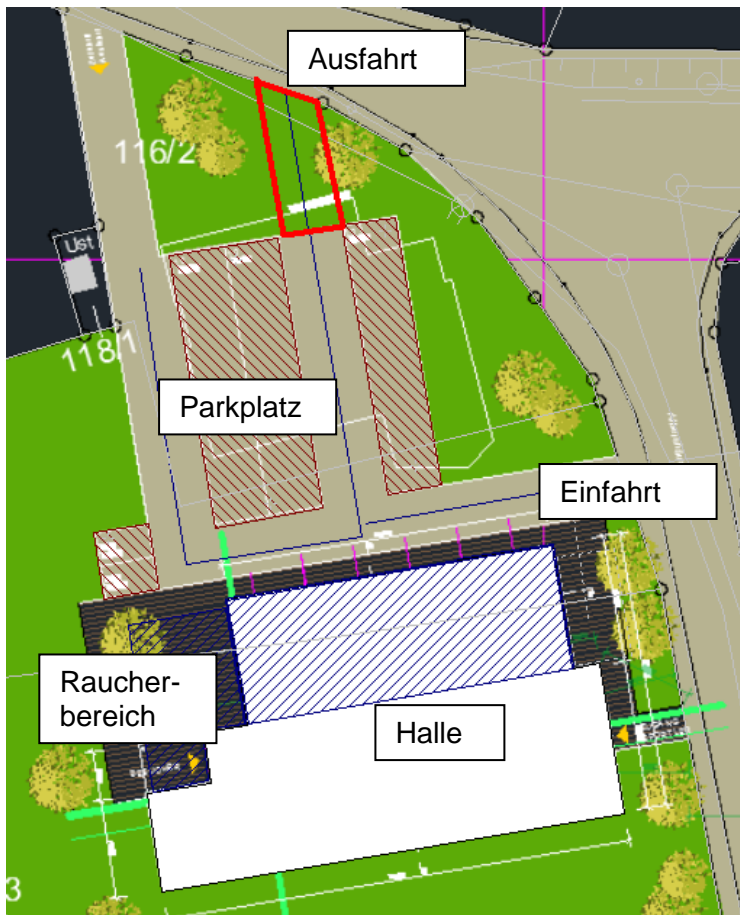 Ausfahrt
116/2
Ust
118/1
Parkplatz
Einfahrt
Raucher-
bereich
Halle
3